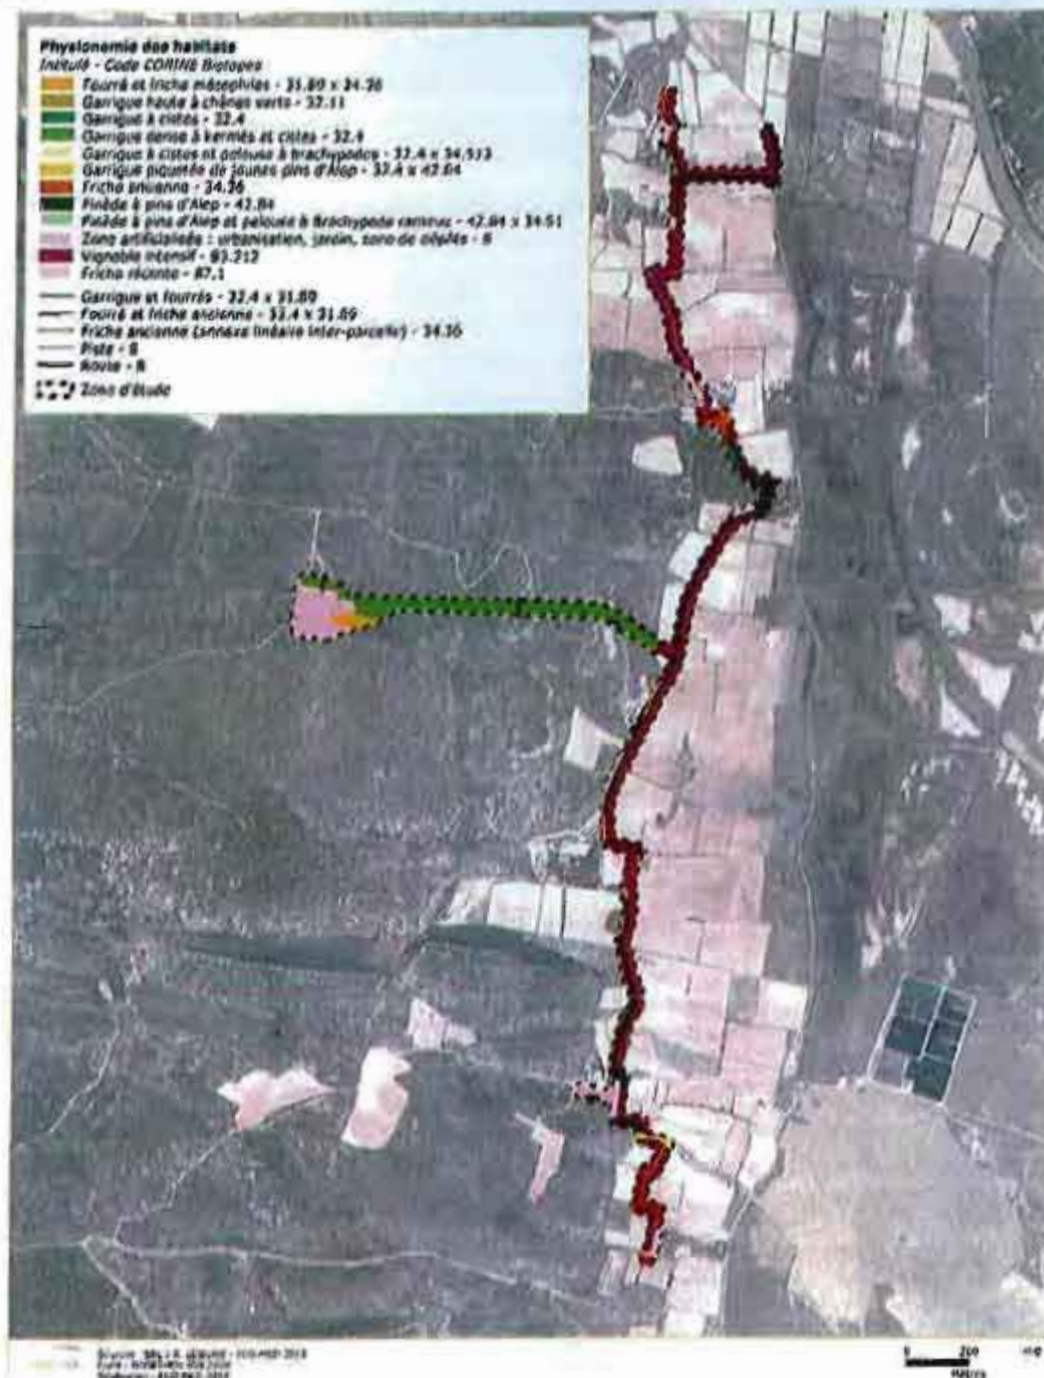 Physionomie des habitats
Intitulé - Code CORINE Biotopes
Fourré et friche mésophiles - 31.89 x 34.36
Garrigue haute à chênes verts - 32.11
Garrigue à cistes - 32.4
Garrigue dense à kermès et cistes - 32.4
Garrigue à cistes et pelouse à brachypodes - 32.4 x 34.513
Garrigue piquetée de jeunes pins d'Alep - 32.4 x 42.84
Friche ancienne - 34.36
Pinède à pins d'Alep - 42.84
Pinède à pins d'Alep et pelouse à Brachypode rameux - 42.84 x 34.51
Zone artificialisée : urbanisation, jardin, zone de dépôts - 8
Vignoble intensif - 83.212
Friche récente - 87.1
Garrigue et fourrés - 32.4 x 31.89
Fourré et friche ancienne - 32.4 x 31.89
Friche ancienne (annexe linéaire inter-parcelle) - 34.36
Piste - 8
Route - 8
Zone d'étude
0 200 400
Mètres